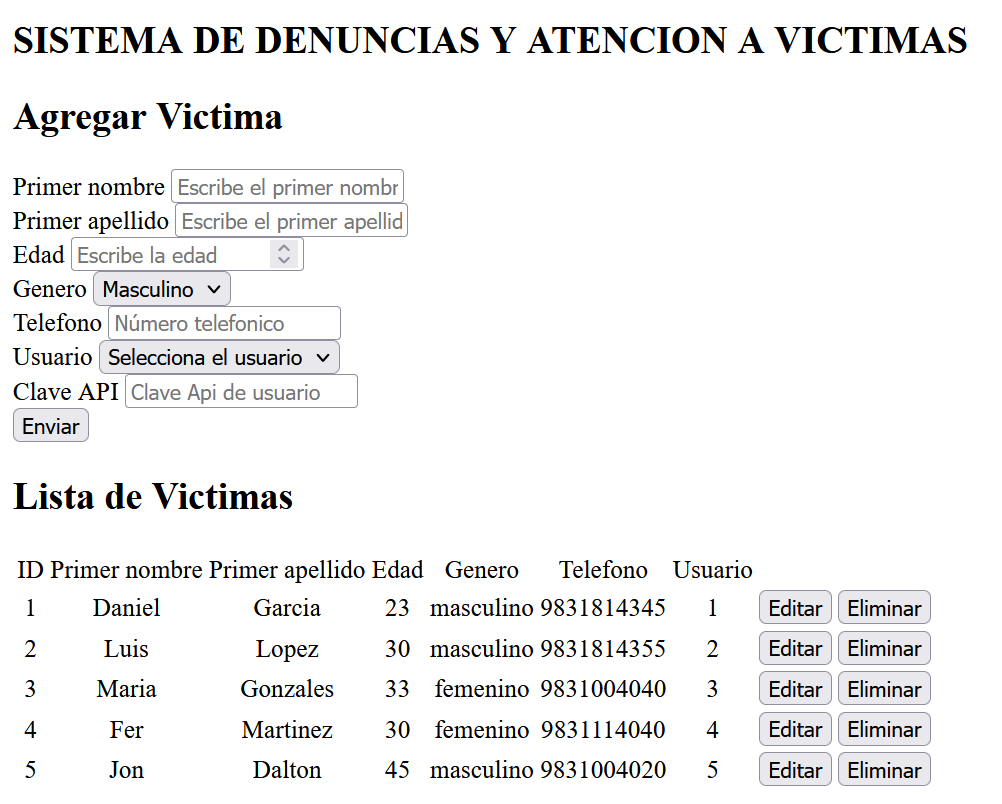 SISTEMA DE DENUNCIAS Y ATENCION A VICTIMAS
Agregar Victima
Primer nombre Escribe el primer nombr
Primer apellido Escribe el primer apellid
Edad Escribe la edad
Genero Masculino
Telefono Número telefonico
Usuario Selecciona el usuario
Clave API Clave Api de usuario
Enviar
Lista de Victimas
ID Primer nombre Primer apellido Edad Genero Telefono Usuario
1 Daniel Garcia 23 masculino 9831814345 1 Editar Eliminar
2 Luis Lopez 30 masculino 9831814355 2 Editar Eliminar
3 Maria Gonzales 33 femenino 9831004040 3 Editar Eliminar
4 Fer Martinez 30 femenino 9831114040 4 Editar Eliminar
5 Jon Dalton 45 masculino 9831004020 5 Editar Eliminar